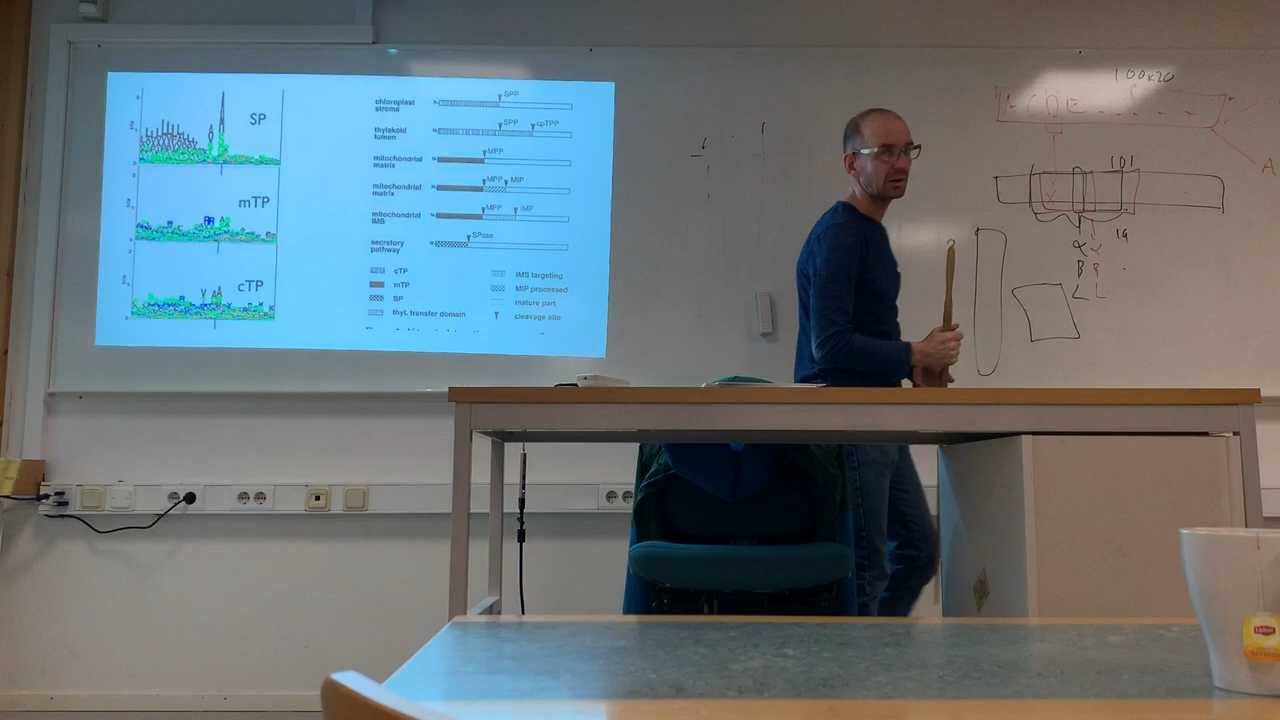 SP
mTP
cTP
chloroplast
stroma
SPP
thylakoid
lumen
SPP
cpTPP
mitochondrial
matrix
MPP
mitochondrial
matrix
MPP
MIP
mitochondrial
IMS
MPP
IMP
secretory
pathway
SPase
cTP
mTP
SP
thyl. transfer domain
IMS targeting
MIP processed
mature part
cleavage site
100x20
A C D E
101
19
α
B
L
A
Lipton